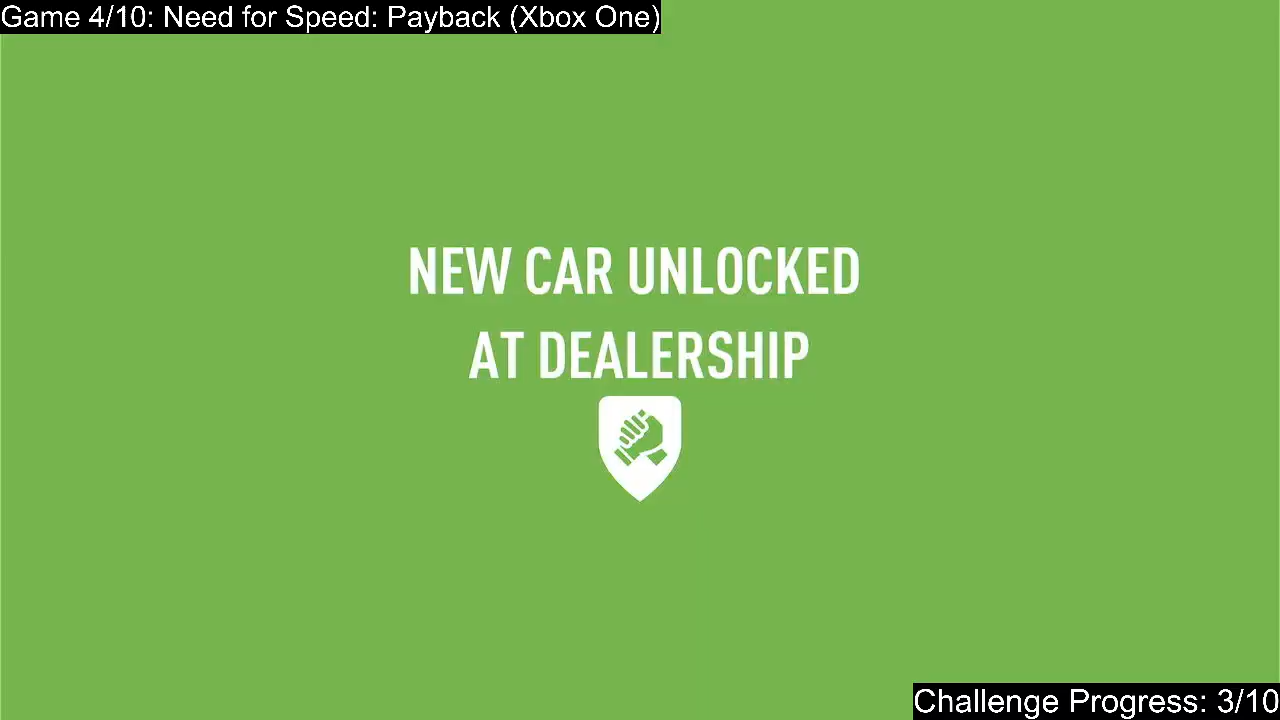 Game 4/10: Need for Speed: Payback (Xbox One)
NEW CAR UNLOCKED
AT DEALERSHIP
Challenge Progress: 3/10